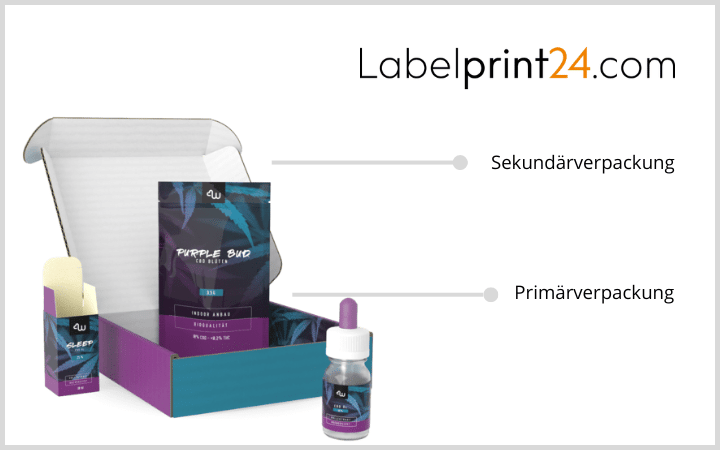 Labelprint24.com
Sekundärverpackung
PURPLE BUD
CBD BLÜTEN
INDOOR ANBAU
BIOQUALITÄT
Primärverpackung
SLEEP